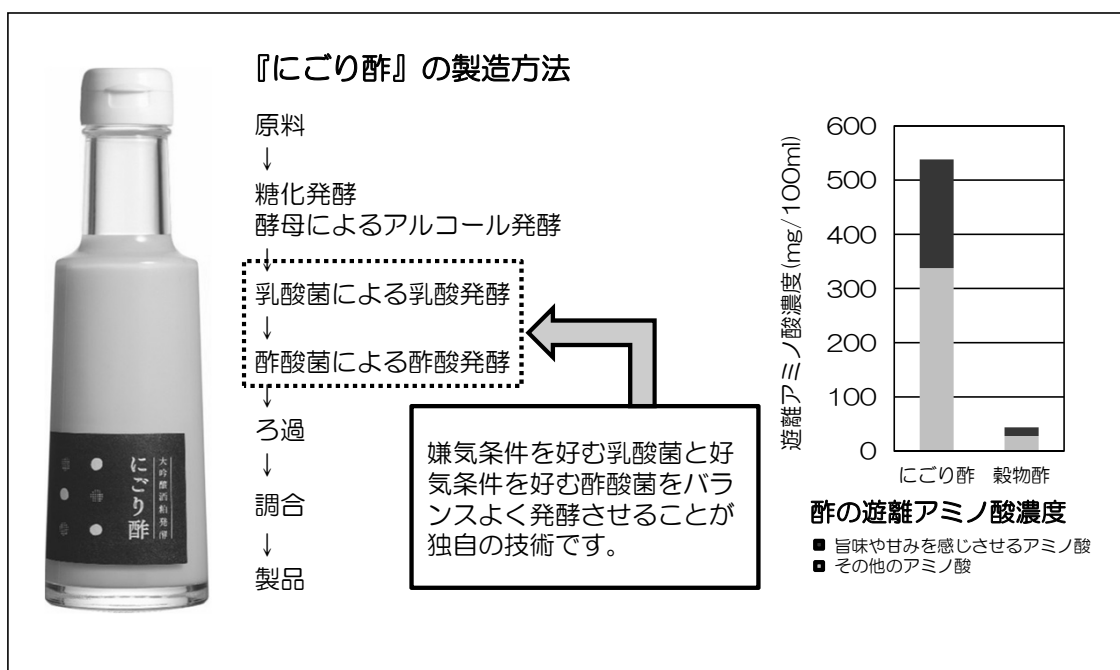 『にごり酢』の製造方法
原料
↓
糖化発酵
酵母によるアルコール発酵
↓
乳酸菌による乳酸発酵
↓
酢酸菌による酢酸発酵
↓
ろ過
↓
調合
↓
製品
嫌気条件を好む乳酸菌と好
気条件を好む酢酸菌をバラ
ンスよく発酵させることが
独自の技術です。
大吟醸酒粕発酵
にごり酢
遊離アミノ酸濃度(mg/100ml)
600
500
400
300
200
100
0
にごり酢 穀物酢
酢の遊離アミノ酸濃度
旨味や甘みを感じさせるアミノ酸
その他のアミノ酸